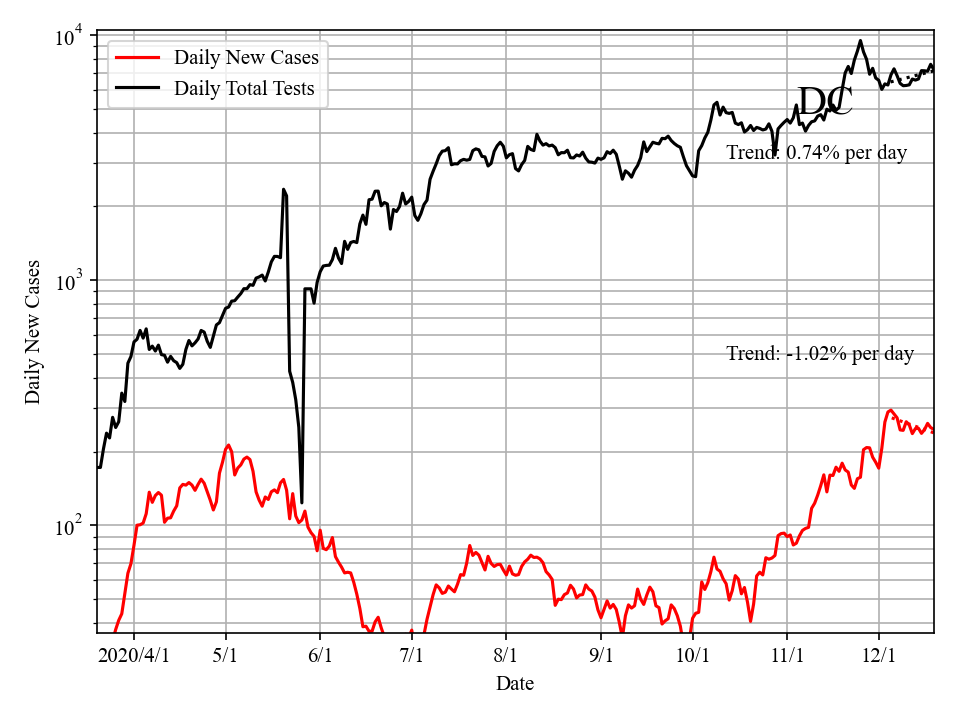 10^4
Daily New Cases
Daily Total Tests
DC
Trend: 0.74% per day
10^3
Daily New Cases
Trend: -1.02% per day
10^2
2020/4/1 5/1 6/1 7/1 8/1 9/1 10/1 11/1 12/1
Date